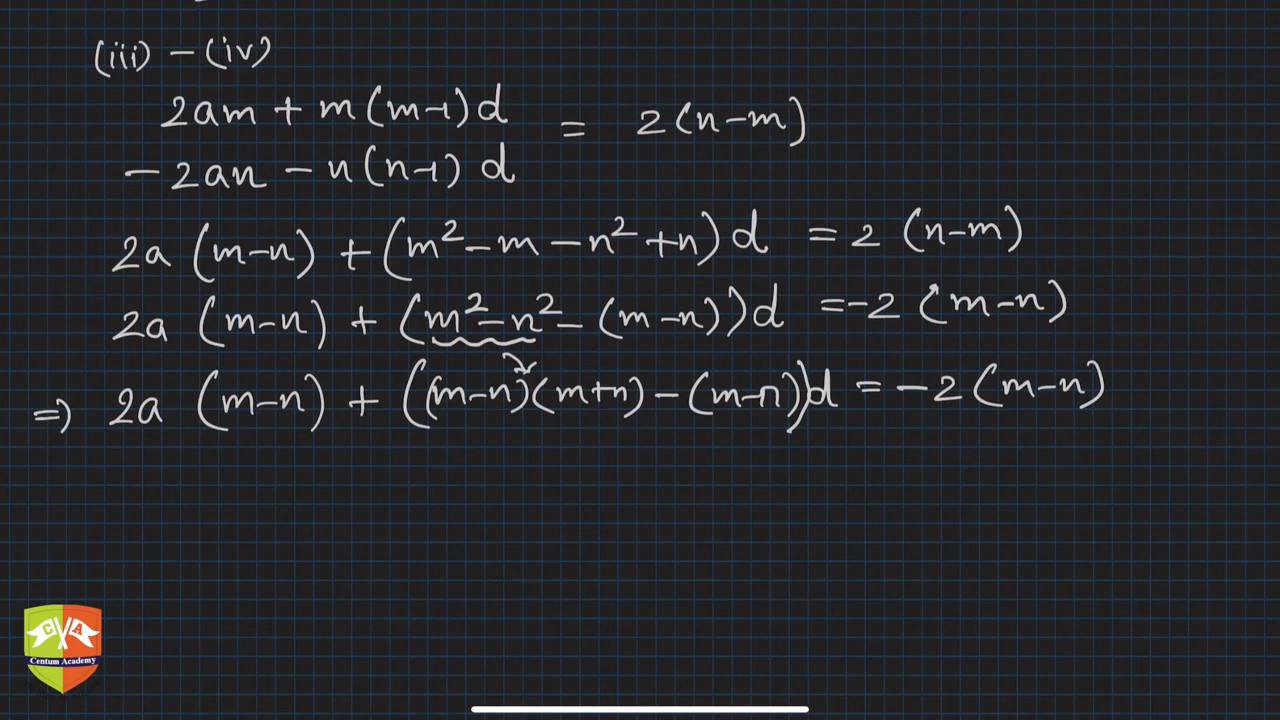 (iii) - (iv)
2am + m(m-1)d = 2(n-m)
-2an - n(n-1)d
2a(m-n) + (m²-m-n²+n)d = 2(n-m)
2a(m-n) + (m²-n²-(m-n))d = -2(m-n)
⇒ 2a(m-n) + ((m-n)(m+n)-(m-n))d = -2(m-n)
C A
Centum Academy